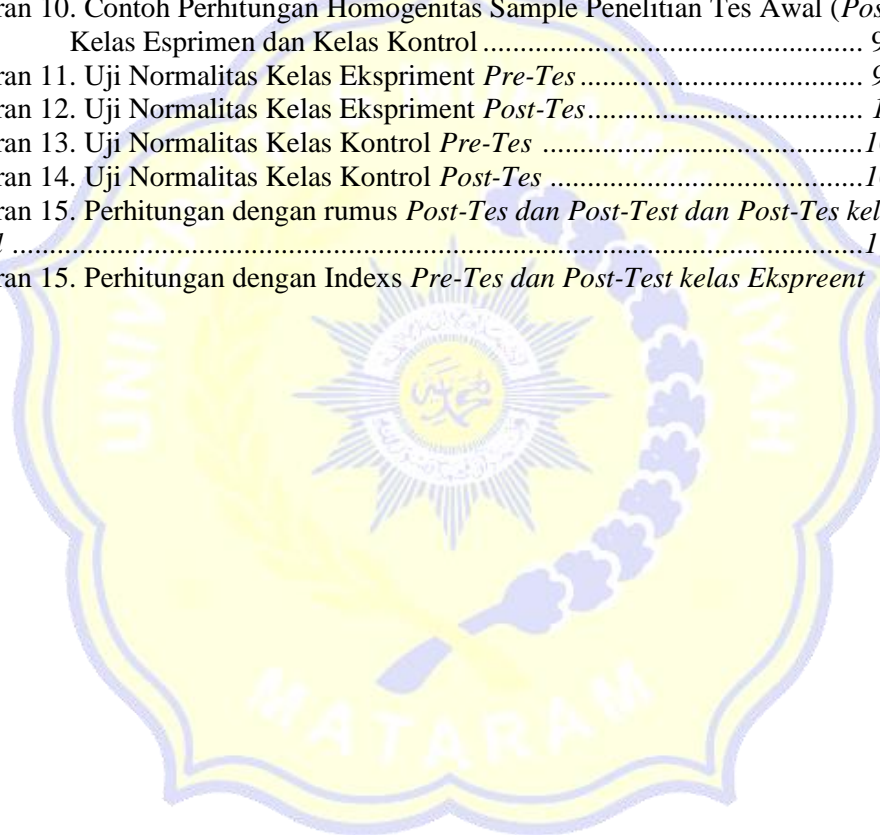 ran 10. Contoh Perhitungan Homogenitas Sample Penelitian Tes Awal (Pos
Kelas Esprimen dan Kelas Kontrol ................................................................ 9
ran 11. Uji Normalitas Kelas Ekspriment Pre-Tes ............................................... 9
ran 12. Uji Normalitas Kelas Ekspriment Post-Tes.............................................. 1
ran 13. Uji Normalitas Kelas Kontrol Pre-Tes .....................................................1
ran 14. Uji Normalitas Kelas Kontrol Post-Tes ....................................................1
ran 15. Perhitungan dengan rumus Post-Tes dan Post-Test dan Post-Tes kel
l ..............................................................................................................................1
ran 15. Perhitungan dengan Indexs Pre-Tes dan Post-Test kelas Ekspreent
MATARAM